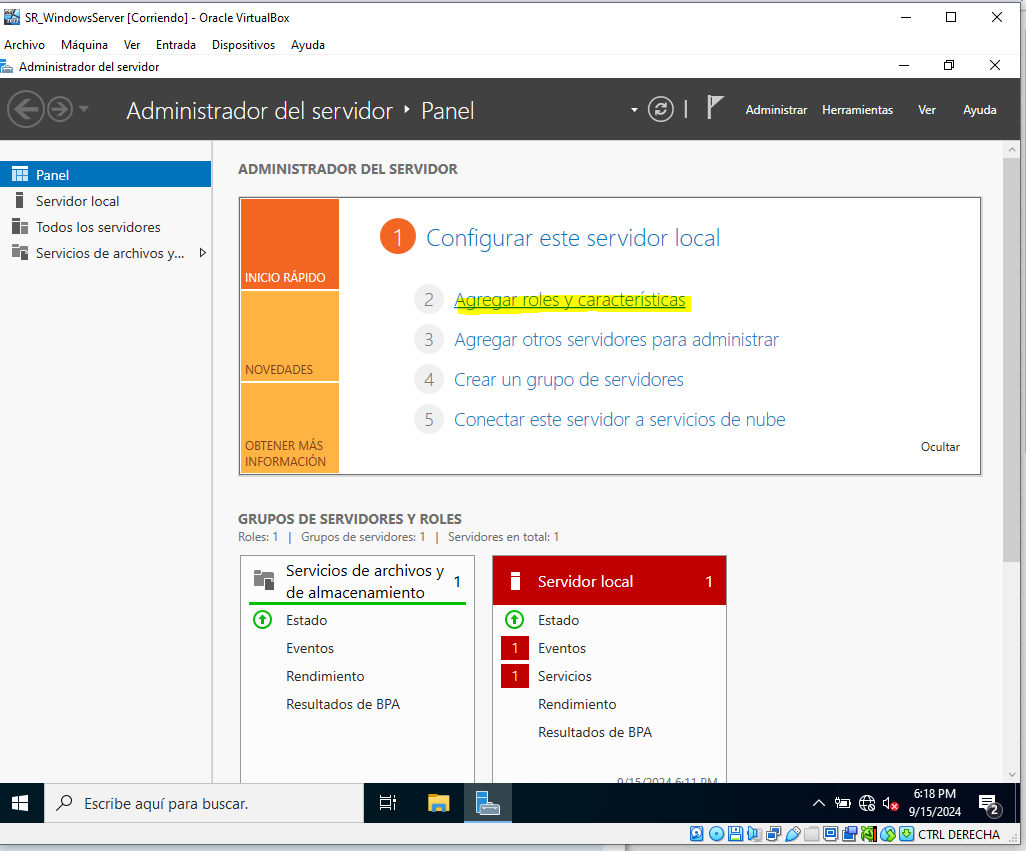 SR_WindowsServer [Corriendo] - Oracle VirtualBox
Archivo Máquina Ver Entrada Dispositivos Ayuda
Administrador del servidor
Administrador del servidor ‣ Panel
Administrar Herramientas Ver Ayuda
Panel
Servidor local
Todos los servidores
Servicios de archivos y...
ADMINISTRADOR DEL SERVIDOR
INICIO RÁPIDO
NOVEDADES
OBTENER MÁS
INFORMACIÓN
1 Configurar este servidor local
2 Agregar roles y características
3 Agregar otros servidores para administrar
4 Crear un grupo de servidores
5 Conectar este servidor a servicios de nube
Ocultar
GRUPOS DE SERVIDORES Y ROLES
Roles: 1 | Grupos de servidores: 1 | Servidores en total: 1
Servicios de archivos y
de almacenamiento
1
Estado
Eventos
Rendimiento
Resultados de BPA
Servidor local 1
Estado
1 Eventos
1 Servicios
Rendimiento
Resultados de BPA
9/15/2024 6:11 PM
Escribe aquí para buscar.
6:18 PM
9/15/2024
2
CTRL DERECHA